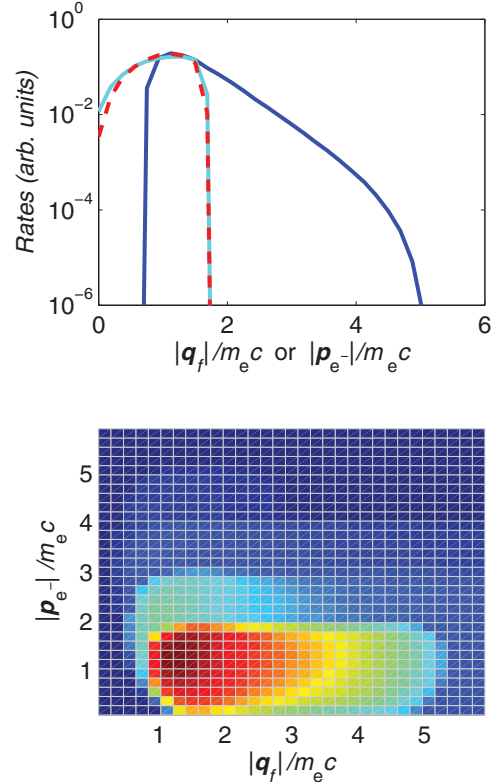 10^0
10^-2
10^-4
10^-6
Rates (arb. units)
0 2 4 6
|q_f|/m_e c or |p_e-|/m_e c
5
4
3
2
1
|p_e-|/m_e c
1 2 3 4 5
|q_f|/m_e c